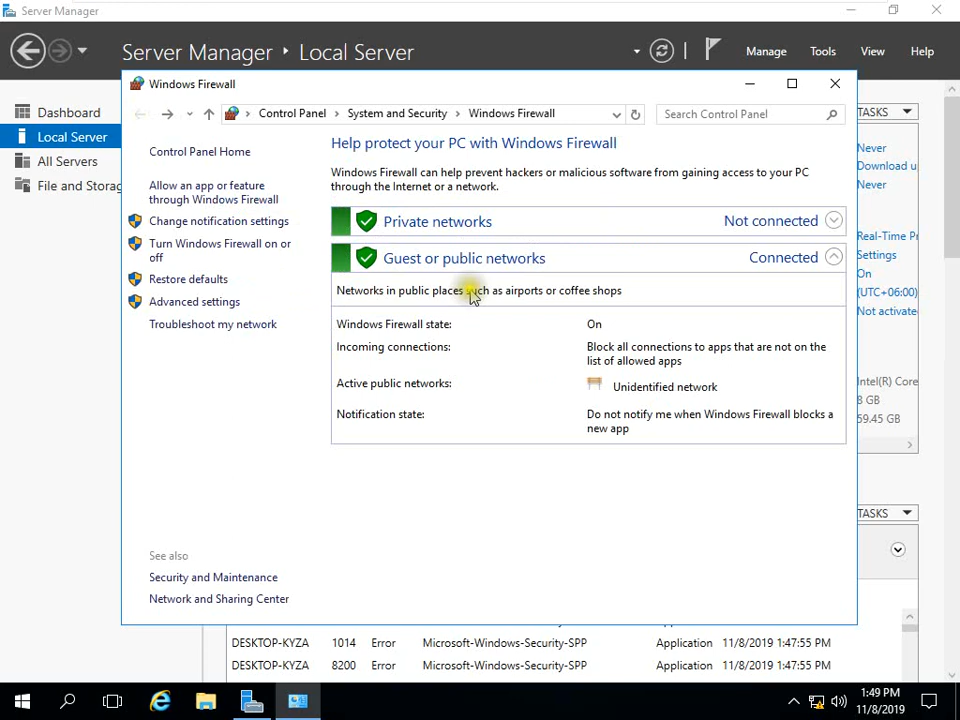 Server Manager
Server Manager ‣ Local Server
Manage
Tools
View
Help
Windows Firewall
Dashboard
Local Server
All Servers
File and Storag
Control Panel
System and Security
Windows Firewall
Search Control Panel
Control Panel Home
Allow an app or feature
through Windows Firewall
Change notification settings
Turn Windows Firewall on or
off
Restore defaults
Advanced settings
Troubleshoot my network
See also
Security and Maintenance
Network and Sharing Center
Help protect your PC with Windows Firewall
Windows Firewall can help prevent hackers or malicious software from gaining access to your PC
through the Internet or a network.
Private networks
Not connected
Guest or public networks
Connected
Networks in public places such as airports or coffee shops
Windows Firewall state:
On
Incoming connections:
Block all connections to apps that are not on the
list of allowed apps
Active public networks:
Unidentified network
Notification state:
Do not notify me when Windows Firewall blocks a
new app
TASKS
Never
Download u
Never
Real-Time Pr
Settings
On
(UTC+06:00)
Not activate
Intel(R) Core
8 GB
59.45 GB
TASKS
DESKTOP-KYZA 1014 Error Microsoft-Windows-Security-SPP Application 11/8/2019 1:47:55 PM
DESKTOP-KYZA 8200 Error Microsoft-Windows-Security-SPP Application 11/8/2019 1:47:55 PM
1:49 PM
11/8/2019